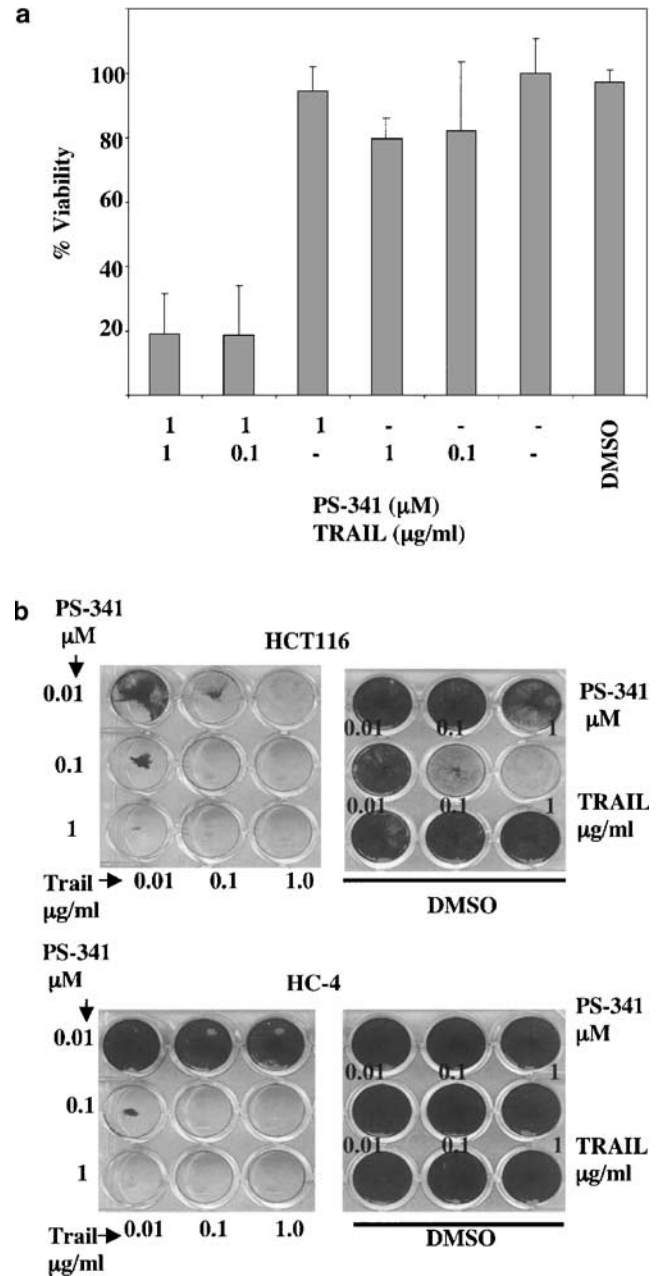 a
% Viability
100
80
60
40
20
1 1 1 - - - DMSO
1 0.1 - 1 0.1 -
PS-341 (μM)
TRAIL (μg/ml)
b
PS-341
μM
HCT116
0.01
0.1
1
Trail
μg/ml
0.01 0.1 1.0
PS-341
μM
0.01 0.1 1
TRAIL
μg/ml
0.01 0.1 1
DMSO
PS-341
μM
HC-4
0.01
0.1
1
Trail
μg/ml
0.01 0.1 1.0
PS-341
μM
0.01 0.1 1
TRAIL
μg/ml
0.01 0.1 1
DMSO